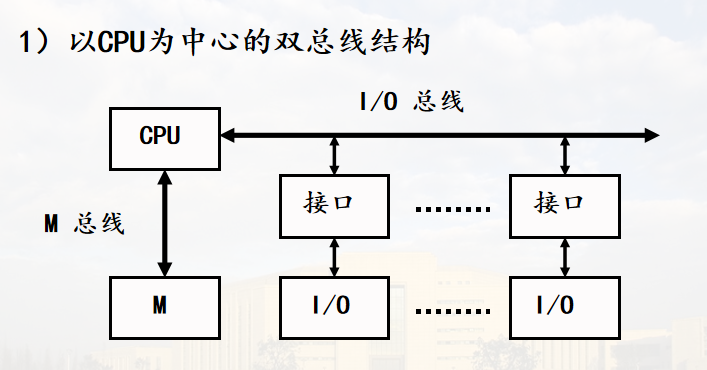 1）以CPU为中心的双总线结构
I/O 总线
CPU
接口 ········ 接口
M 总线
M
I/O ········ I/O